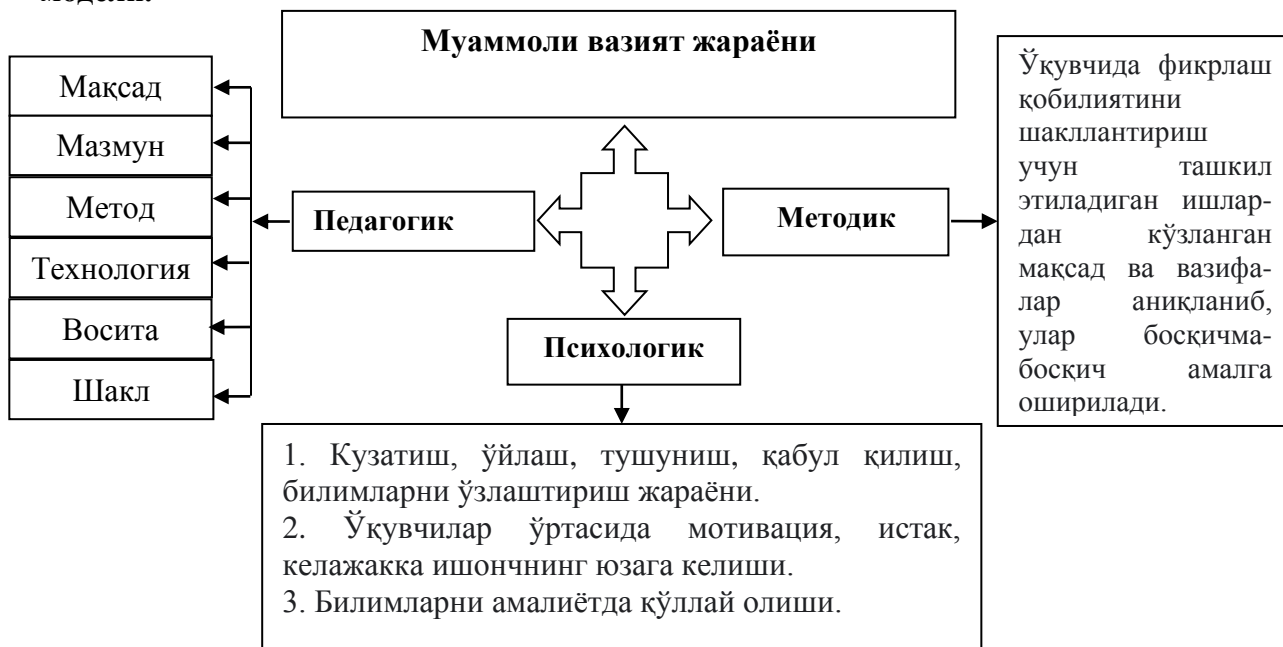 Муаммоли вазият жараёни
Мақсад
Мазмун
Метод
Технология
Восита
Шакл
Педагогик
Методик
Ўқувчида фикрлаш
қобилиятини
шакллантириш
учун ташкил
этиладиган ишлар-
дан кўзланган
мақсад ва вазифа-
лар аниқланиб,
улар босқичма-
босқич амалга
оширилади.
Психологик
1. Кузатиш, ўйлаш, тушуниш, қабул қилиш,
билимларни ўзлаштириш жараёни.
2. Ўқувчилар ўртасида мотивация, истак,
келажакка ишончнинг юзага келиши.
3. Билимларни амалиётда қўллай олиши.